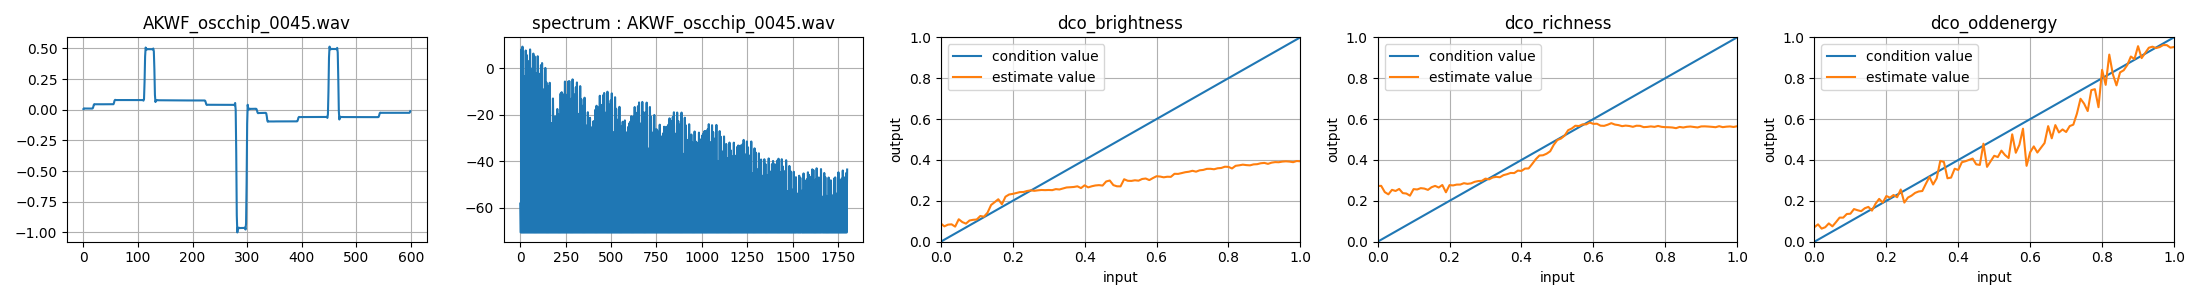 AKWF_oscchip_0045.wav
0.50
0.25
0.00
−0.25
−0.50
−0.75
−1.00
0 100 200 300 400 500 600
spectrum : AKWF_oscchip_0045.wav
0
−20
−40
−60
0 250 500 750 1000 1250 1500 1750
dco_brightness
condition value
estimate value
output
1.0
0.8
0.6
0.4
0.2
0.0
0.0 0.2 0.4 0.6 0.8 1.0
input
dco_richness
condition value
estimate value
output
1.0
0.8
0.6
0.4
0.2
0.0
0.0 0.2 0.4 0.6 0.8 1.0
input
dco_oddenergy
condition value
estimate value
output
1.0
0.8
0.6
0.4
0.2
0.0
0.0 0.2 0.4 0.6 0.8 1.0
input